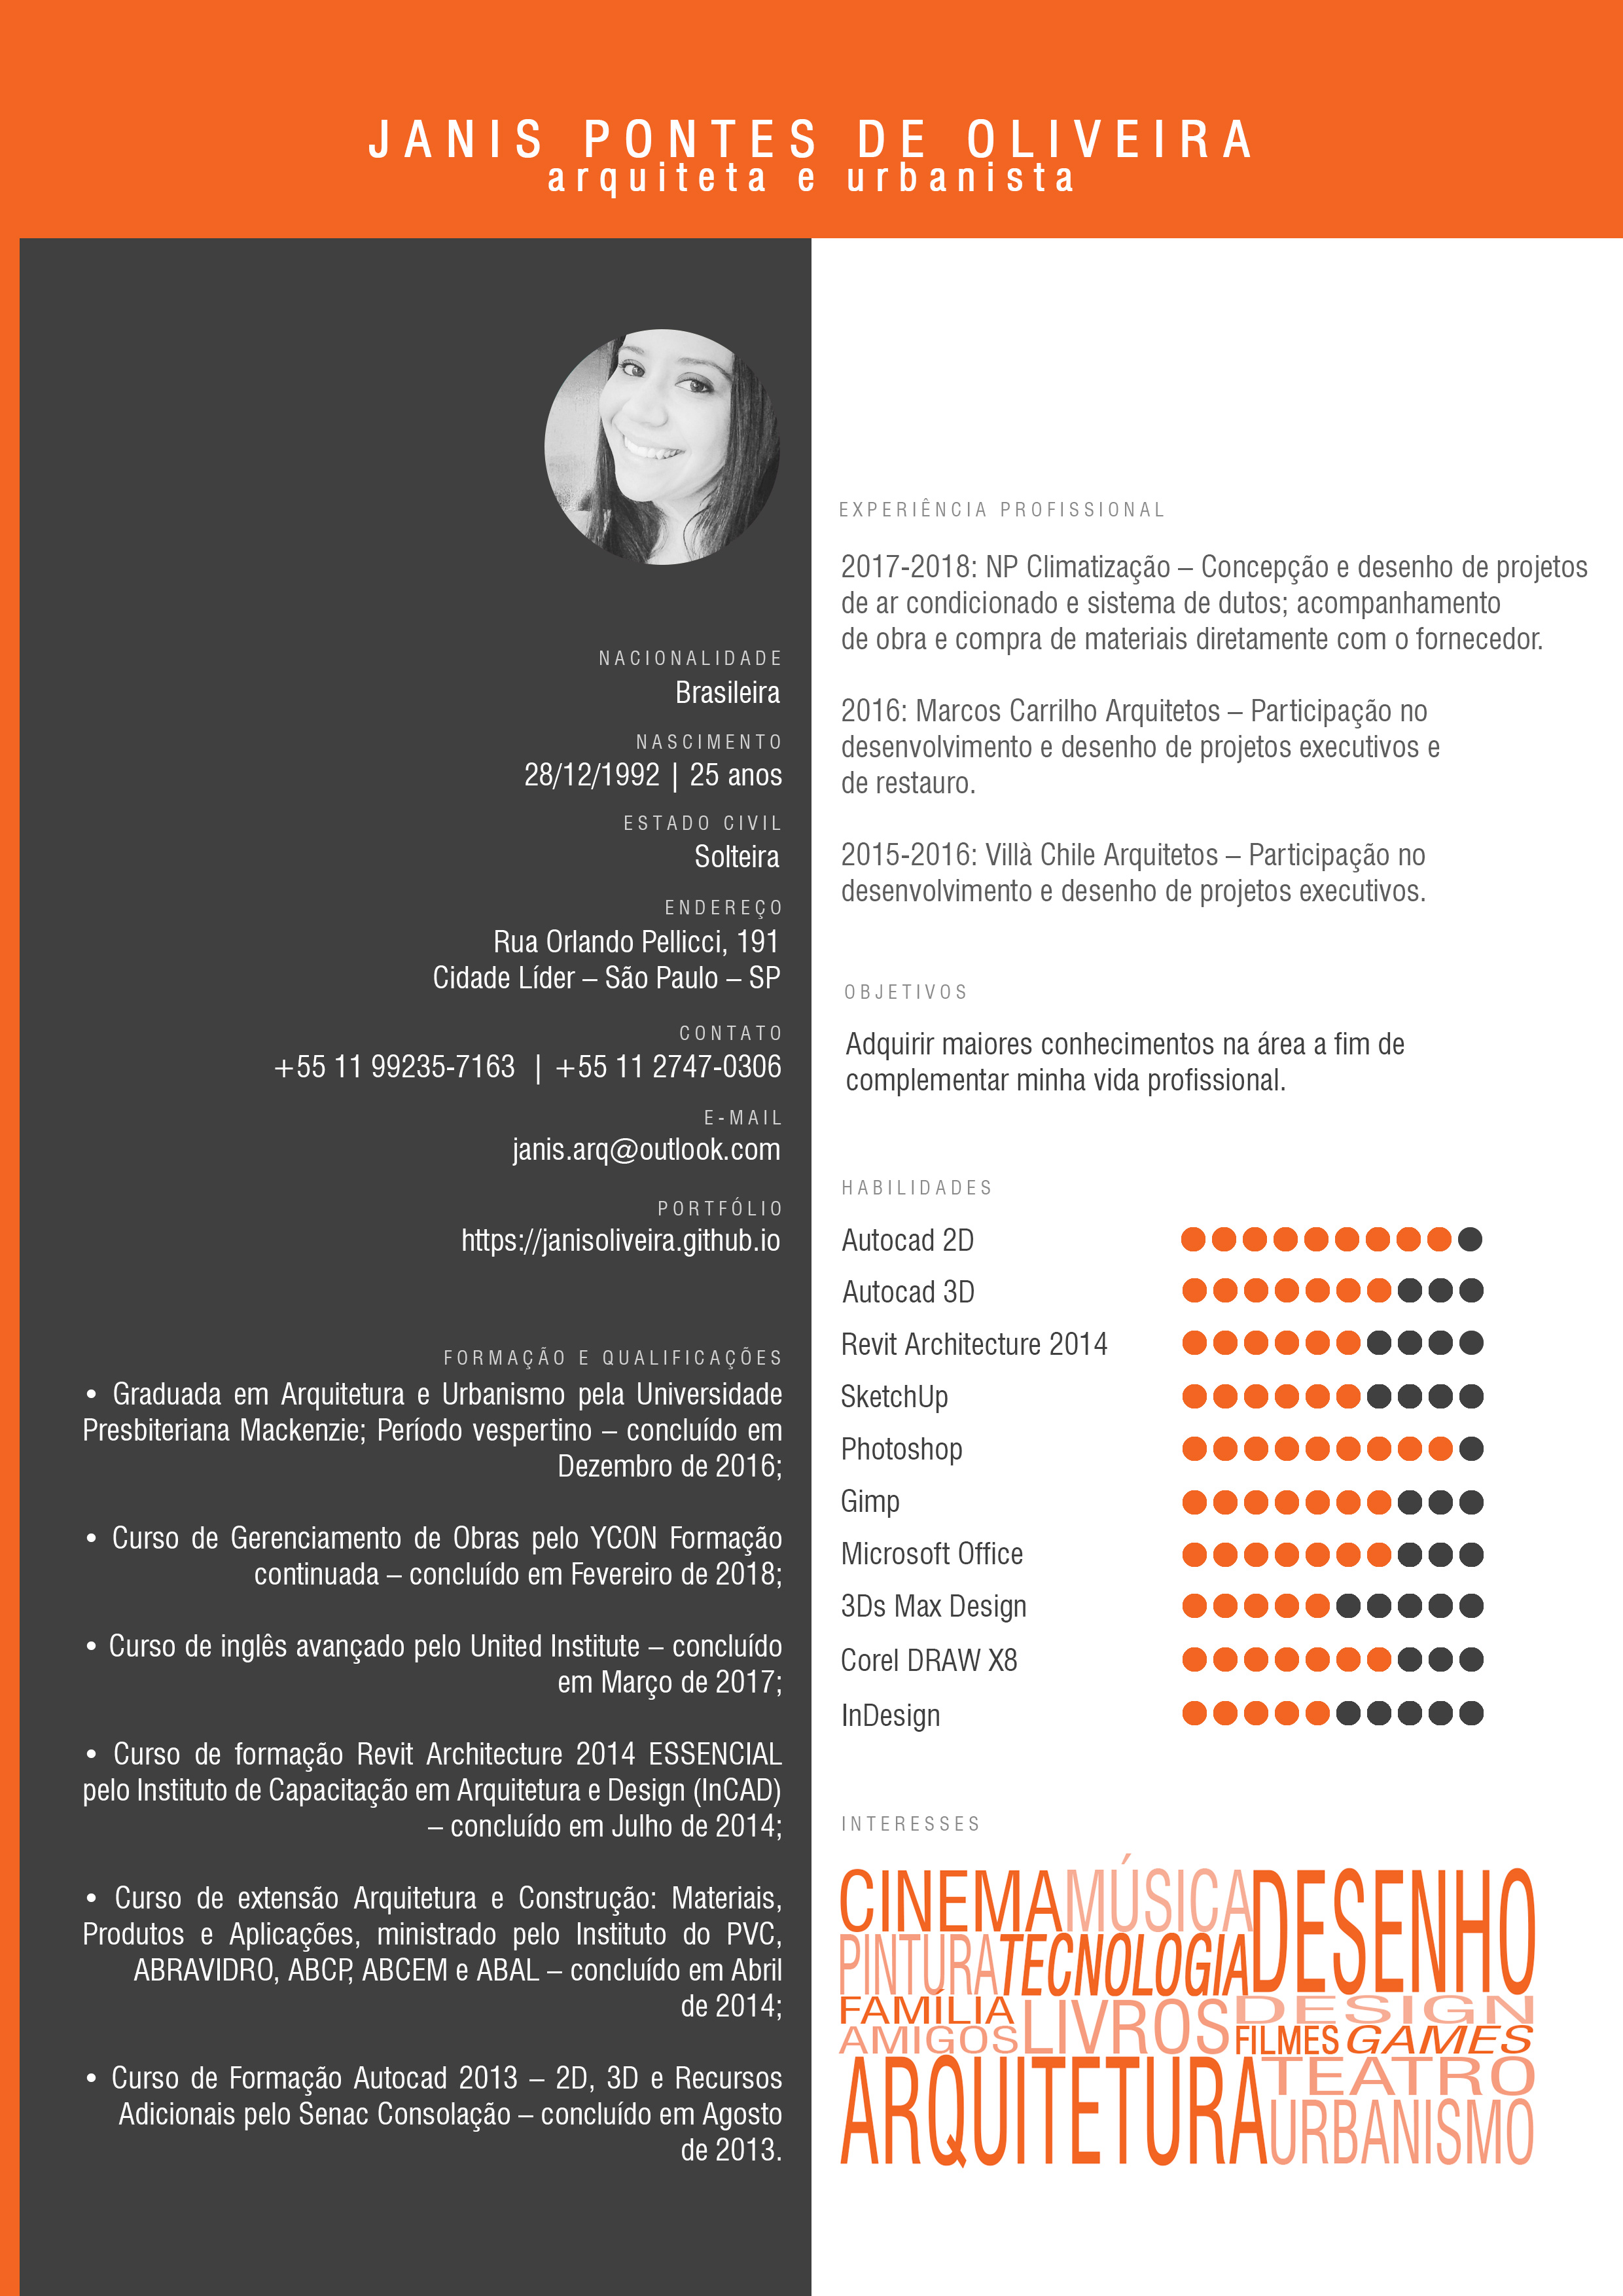 JANIS PONTES DE OLIVEIRA
arquiteta e urbanista
NACIONALIDADE
Brasileira
NASCIMENTO
28/12/1992 | 25 anos
ESTADO CIVIL
Solteira
ENDEREÇO
Rua Orlando Pellicci, 191
Cidade Líder – São Paulo – SP
CONTATO
+55 11 99235-7163 | +55 11 2747-0306
E-MAIL
janis.arq@outlook.com
PORTFÓLIO
https://janisoliveira.github.io
FORMAÇÃO E QUALIFICAÇÕES
• Graduada em Arquitetura e Urbanismo pela Universidade
Presbiteriana Mackenzie; Período vespertino – concluído em
Dezembro de 2016;
• Curso de Gerenciamento de Obras pelo YCON Formação
continuada – concluído em Fevereiro de 2018;
• Curso de inglês avançado pelo United Institute – concluído
em Março de 2017;
• Curso de formação Revit Architecture 2014 ESSENCIAL
pelo Instituto de Capacitação em Arquitetura e Design (InCAD)
– concluído em Julho de 2014;
• Curso de extensão Arquitetura e Construção: Materiais,
Produtos e Aplicações, ministrado pelo Instituto do PVC,
ABRAVIDRO, ABCP, ABCEM e ABAL – concluído em Abril
de 2014;
• Curso de Formação Autocad 2013 – 2D, 3D e Recursos
Adicionais pelo Senac Consolação – concluído em Agosto
de 2013.
EXPERIÊNCIA PROFISSIONAL
2017-2018: NP Climatização – Concepção e desenho de projetos
de ar condicionado e sistema de dutos; acompanhamento
de obra e compra de materiais diretamente com o fornecedor.
2016: Marcos Carrilho Arquitetos – Participação no
desenvolvimento e desenho de projetos executivos e
de restauro.
2015-2016: Villà Chile Arquitetos – Participação no
desenvolvimento e desenho de projetos executivos.
OBJETIVOS
Adquirir maiores conhecimentos na área a fim de
complementar minha vida profissional.
HABILIDADES
Autocad 2D
Autocad 3D
Revit Architecture 2014
SketchUp
Photoshop
Gimp
Microsoft Office
3Ds Max Design
Corel DRAW X8
InDesign
INTERESSES
CINEMA MÚSICA DESENHO
PINTURA TECNOLOGIA
FAMÍLIA LIVROS DESIGN
AMIGOS FILMES GAMES
ARQUITETURA TEATRO
URBANISMO